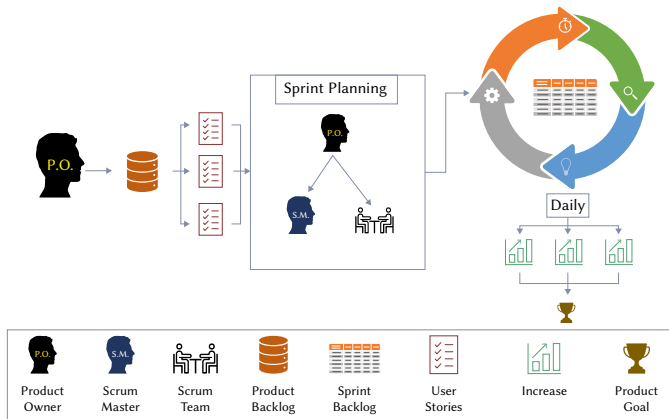 Sprint Planning
P.O.
P.O.
S.M.
Daily
P.O.
S.M.
Product
Owner
Scrum
Master
Scrum
Team
Product
Backlog
Sprint
Backlog
User
Stories
Increase
Product
Goal